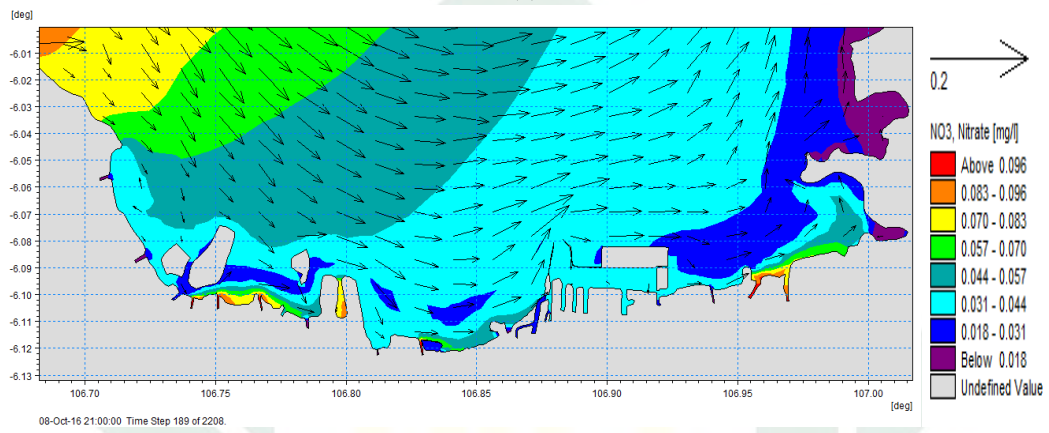 [deg]
-6.01
-6.02
-6.03
-6.04
-6.05
-6.06
-6.07
-6.08
-6.09
-6.10
-6.11
-6.12
-6.13
106.70 106.75 106.80 106.85 106.90 106.95 107.00
[deg]
08-Oct-16 21:00:00 Time Step 189 of 2208.
0.2
NO3, Nitrate [mg/l]
Above 0.096
0.083 - 0.096
0.070 - 0.083
0.057 - 0.070
0.044 - 0.057
0.031 - 0.044
0.018 - 0.031
Below 0.018
Undefined Value